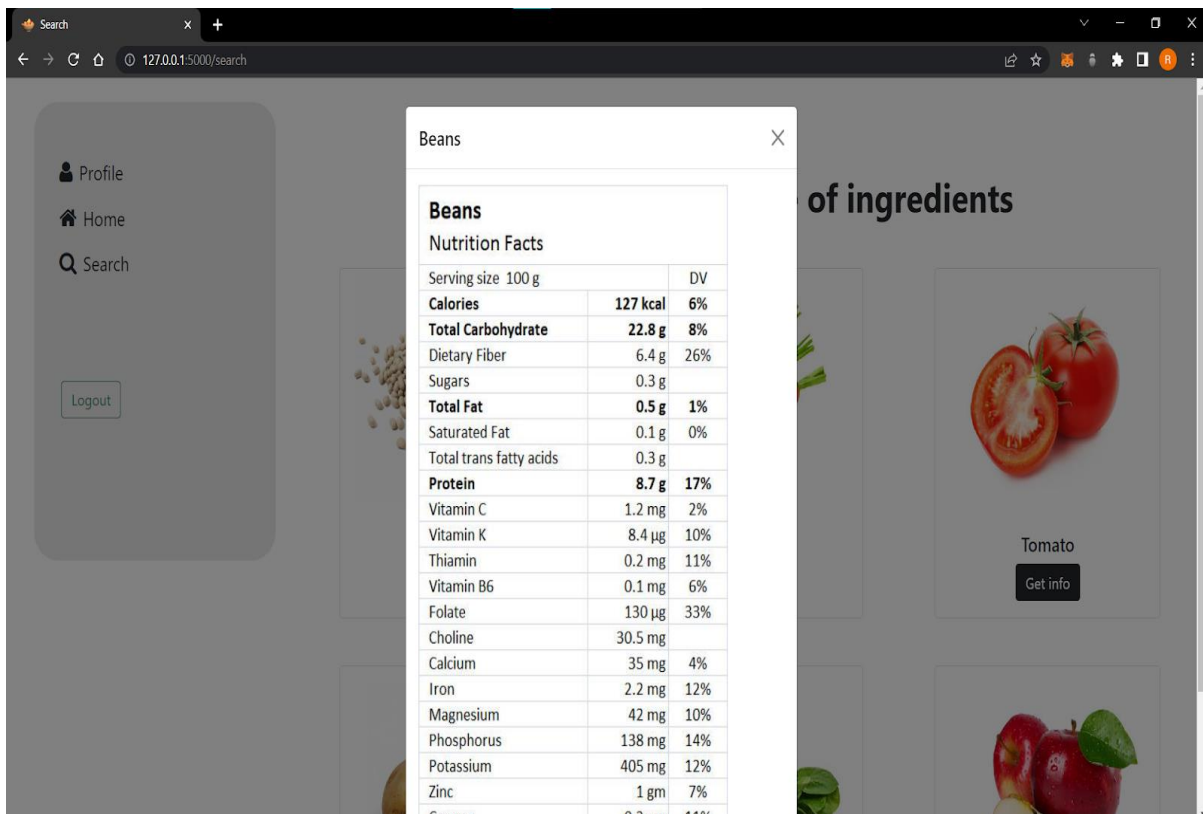 Search
127.0.0.1:5000/search
R
Profile
Home
Search
Logout
of ingredients
Beans
Beans
Nutrition Facts
Serving size 100 g DV
Calories 127 kcal 6%
Total Carbohydrate 22.8 g 8%
Dietary Fiber 6.4 g 26%
Sugars 0.3 g
Total Fat 0.5 g 1%
Saturated Fat 0.1 g 0%
Total trans fatty acids 0.3 g
Protein 8.7 g 17%
Vitamin C 1.2 mg 2%
Vitamin K 8.4 µg 10%
Thiamin 0.2 mg 11%
Vitamin B6 0.1 mg 6%
Folate 130 µg 33%
Choline 30.5 mg
Calcium 35 mg 4%
Iron 2.2 mg 12%
Magnesium 42 mg 10%
Phosphorus 138 mg 14%
Potassium 405 mg 12%
Zinc 1 gm 7%
Tomato
Get info